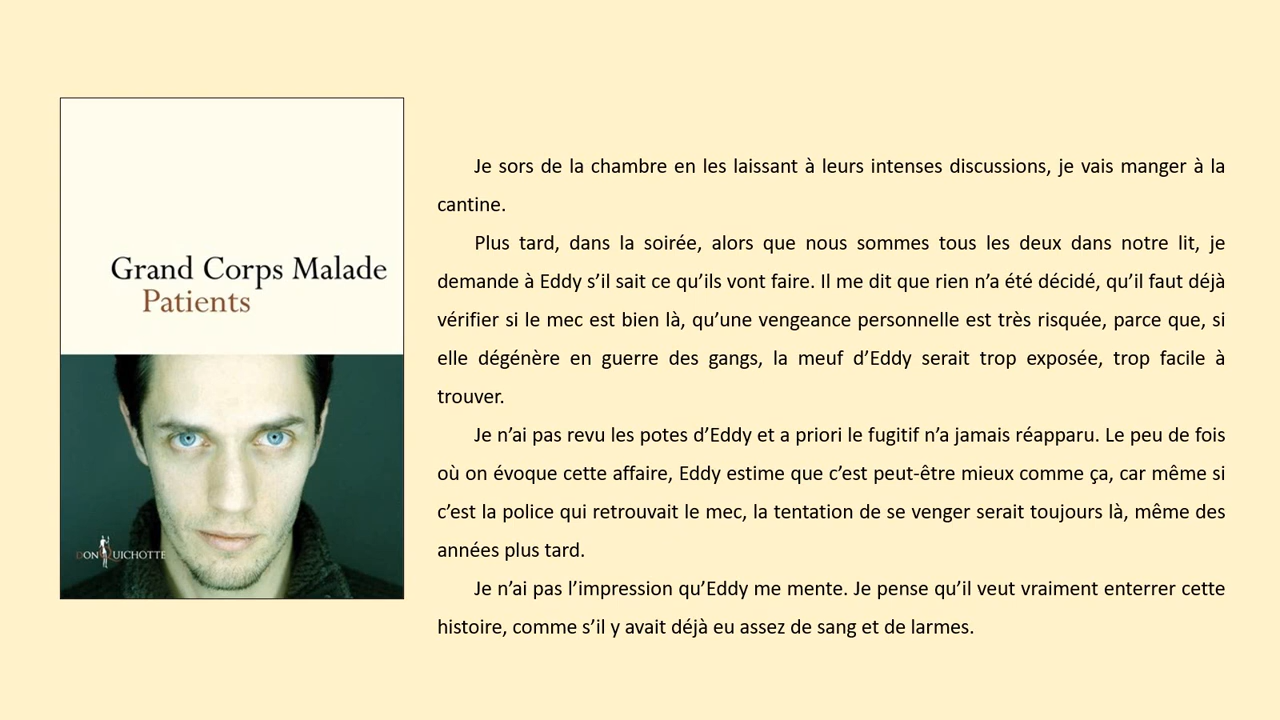 Grand Corps Malade
Patients
DON QUICHOTTE
Je sors de la chambre en les laissant à leurs intenses discussions, je vais manger à la
cantine.
Plus tard, dans la soirée, alors que nous sommes tous les deux dans notre lit, je
demande à Eddy s’il sait ce qu’ils vont faire. Il me dit que rien n’a été décidé, qu’il faut déjà
vérifier si le mec est bien là, qu’une vengeance personnelle est très risquée, parce que, si
elle dégénère en guerre des gangs, la meuf d’Eddy serait trop exposée, trop facile à
trouver.
Je n’ai pas revu les potes d’Eddy et a priori le fugitif n’a jamais réapparu. Le peu de fois
où on évoque cette affaire, Eddy estime que c’est peut-être mieux comme ça, car même si
c’est la police qui retrouvait le mec, la tentation de se venger serait toujours là, même des
années plus tard.
Je n’ai pas l’impression qu’Eddy me mente. Je pense qu’il veut vraiment enterrer cette
histoire, comme s’il y avait déjà eu assez de sang et de larmes.